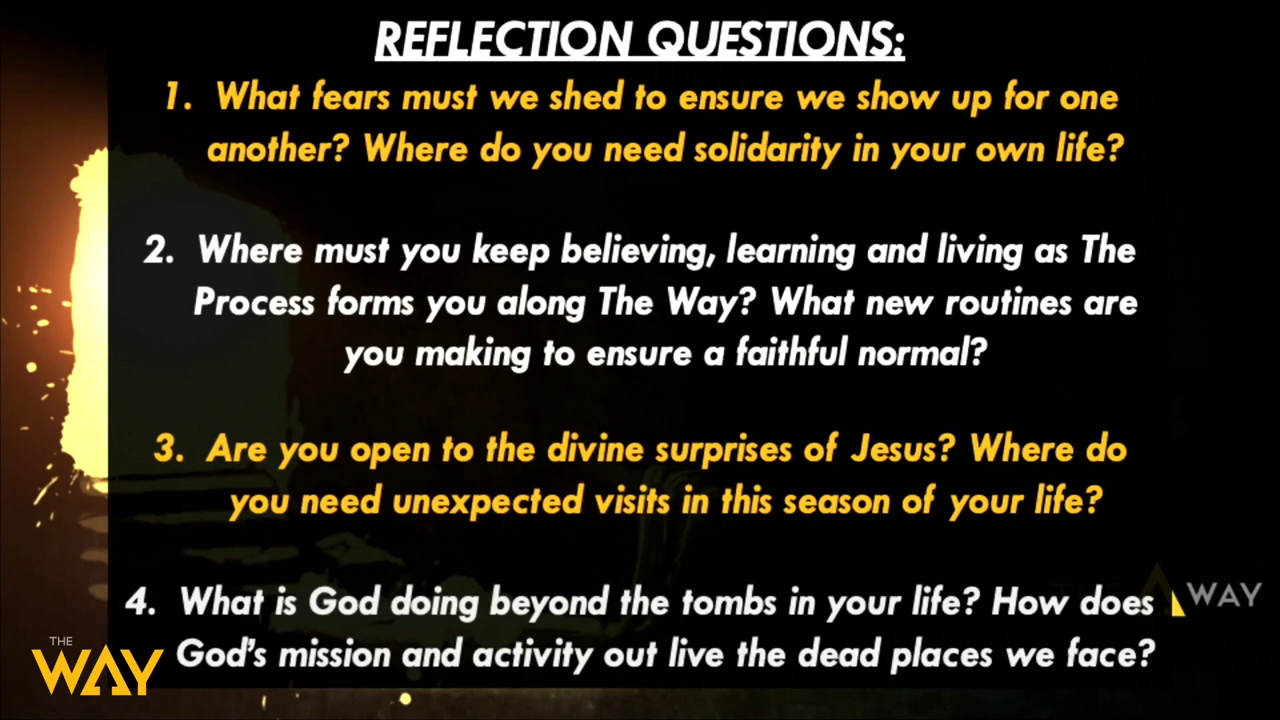 REFLECTION QUESTIONS:
1. What fears must we shed to ensure we show up for one
another? Where do you need solidarity in your own life?
2. Where must you keep believing, learning and living as The
Process forms you along The Way? What new routines are
you making to ensure a faithful normal?
3. Are you open to the divine surprises of Jesus? Where do
you need unexpected visits in this season of your life?
4. What is God doing beyond the tombs in your life? How does
God's mission and activity out live the dead places we face?
THE
WAY
THE WAY